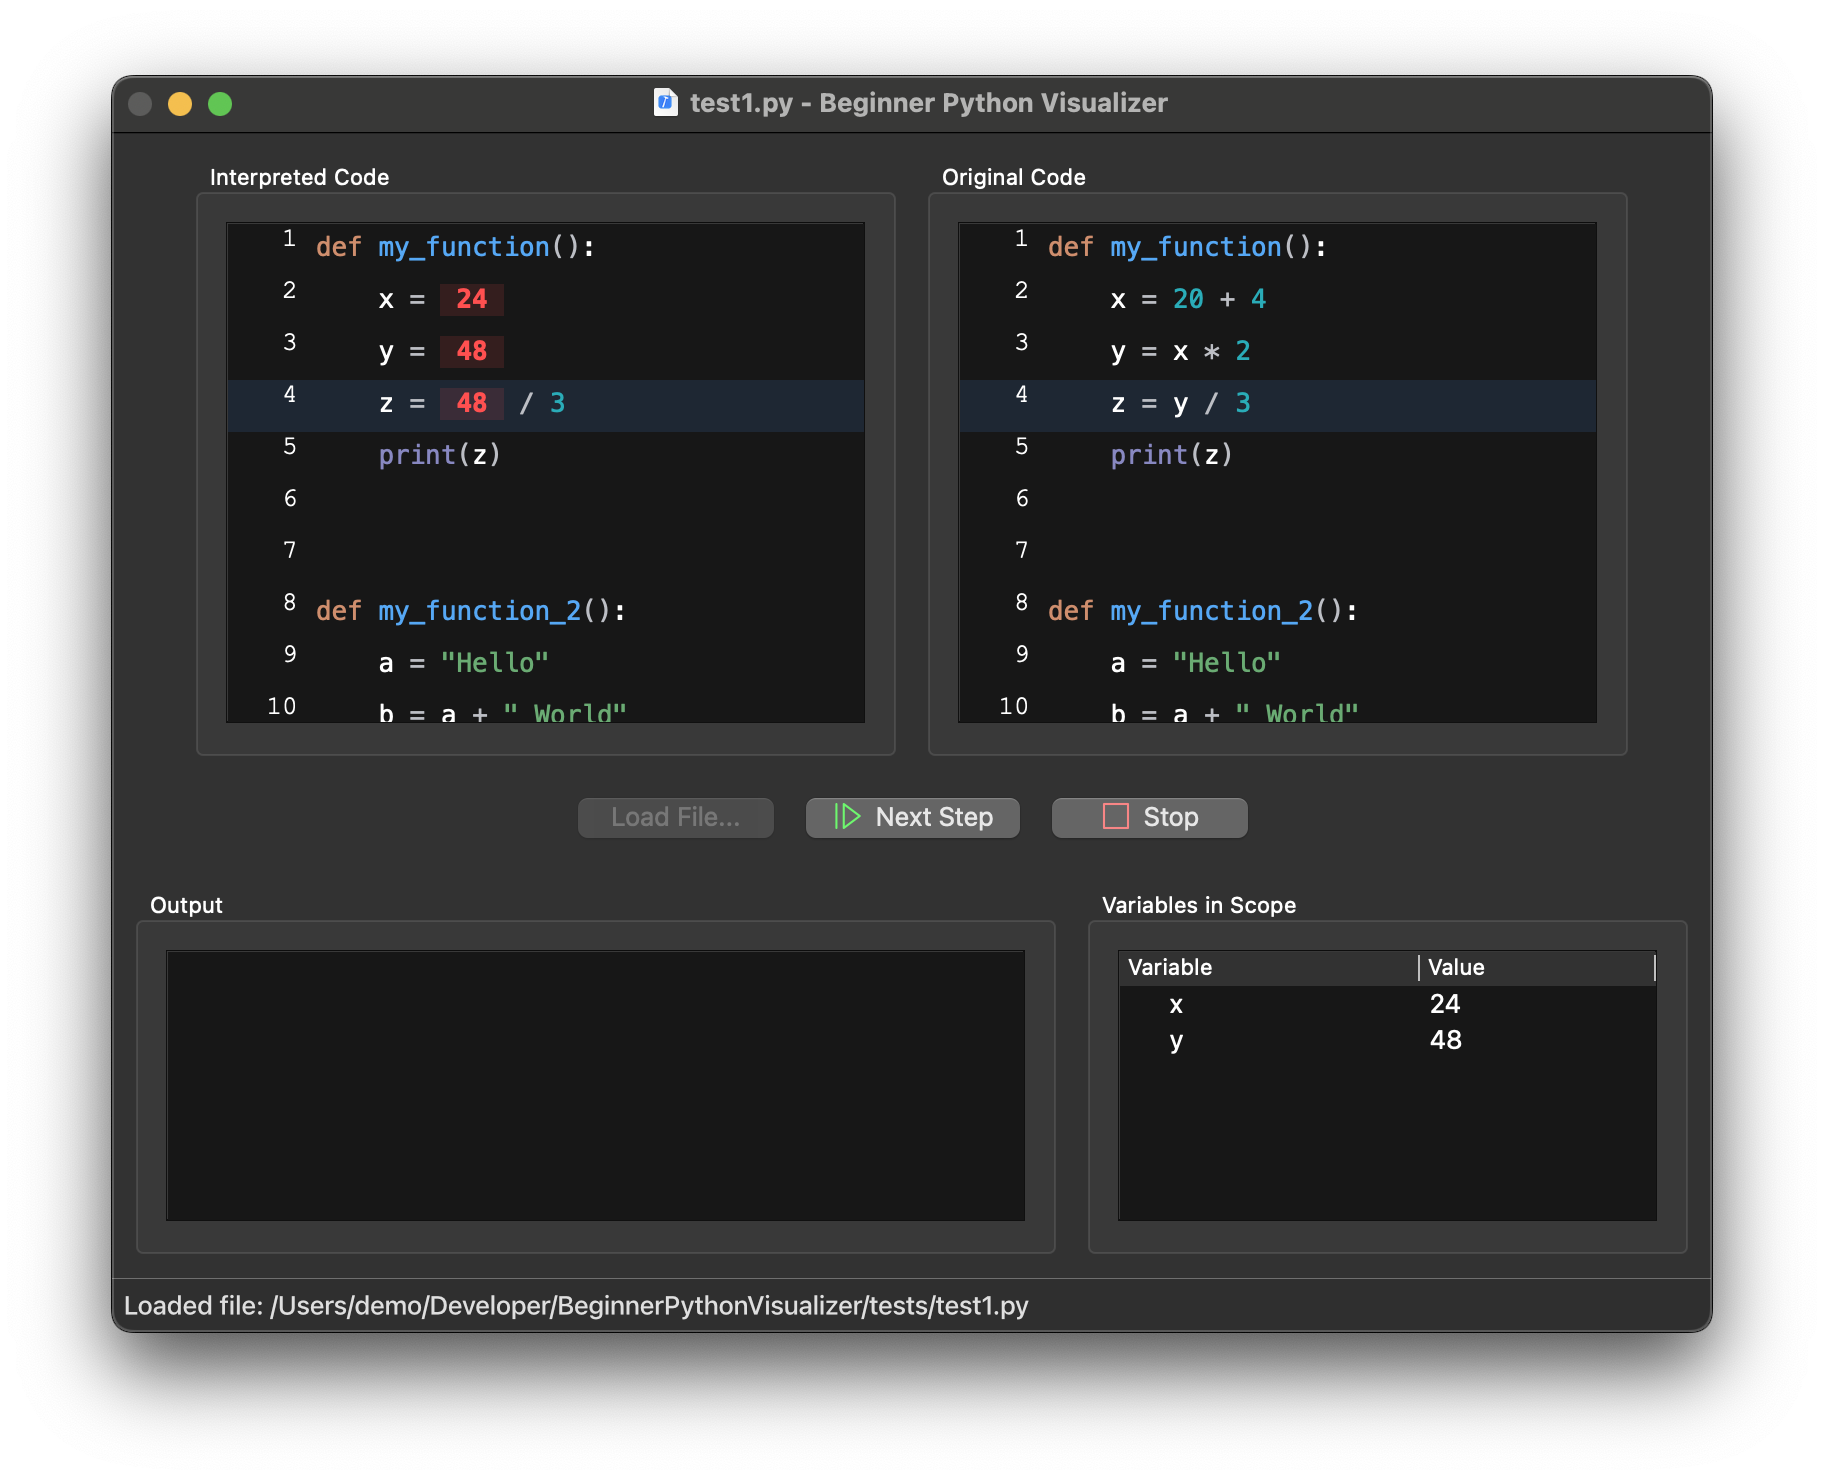 test1.py - Beginner Python Visualizer
Interpreted Code
1 def my_function():
2     x = 24
3     y = 48
4     z = 48 / 3
5     print(z)
6
7
8 def my_function_2():
9     a = "Hello"
10     b = a + " World"
Original Code
1 def my_function():
2     x = 20 + 4
3     y = x * 2
4     z = y / 3
5     print(z)
6
7
8 def my_function_2():
9     a = "Hello"
10     b = a + " World"
Load File... Next Step Stop
Output
Variables in Scope
Variable Value
x 24
y 48
Loaded file: /Users/demo/Developer/BeginnerPythonVisualizer/tests/test1.py